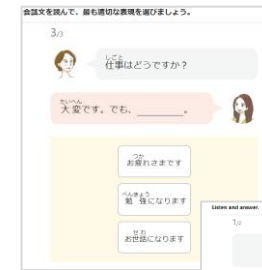 会話文を読んで、最も適切な表現を選びましょう。
3/3
しごと
仕事はどうですか？
たいへん
大変です。でも、________。
つか
お疲れさまです
べんきょう
勉強になります
せわ
お世話になります
Listen and answer.